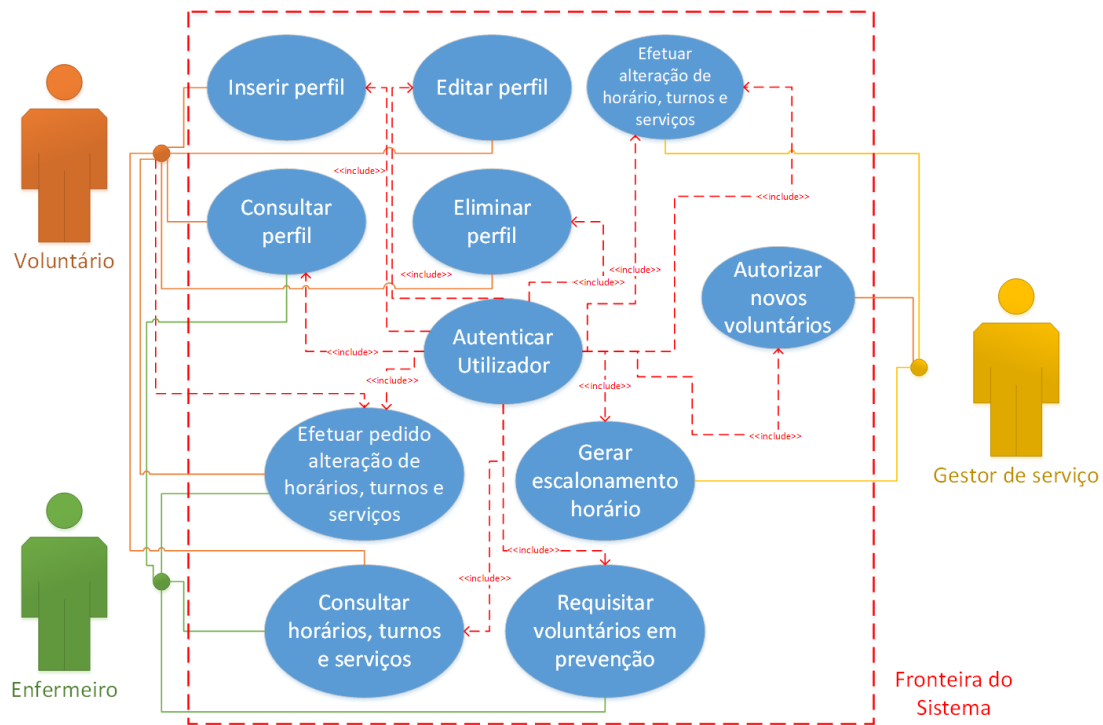 Inserir perfil
Editar perfil
Efetuar
alteração de
horário, turnos e
serviços
<<include>>
<<include>>
Consultar
perfil
Eliminar
perfil
Voluntário
<<include>>
<<include>>
Autorizar
novos
voluntários
Autenticar
Utilizador
<<include>>
<<include>>
<<include>>
Efetuar pedido
alteração de
horários, turnos e
serviços
<<include>>
Gerar
escalonamento
horário
Gestor de serviço
<<include>>
<<include>>
Consultar
horários, turnos
e serviços
Requisitar
voluntários em
prevenção
Enfermeiro
Fronteira do
Sistema